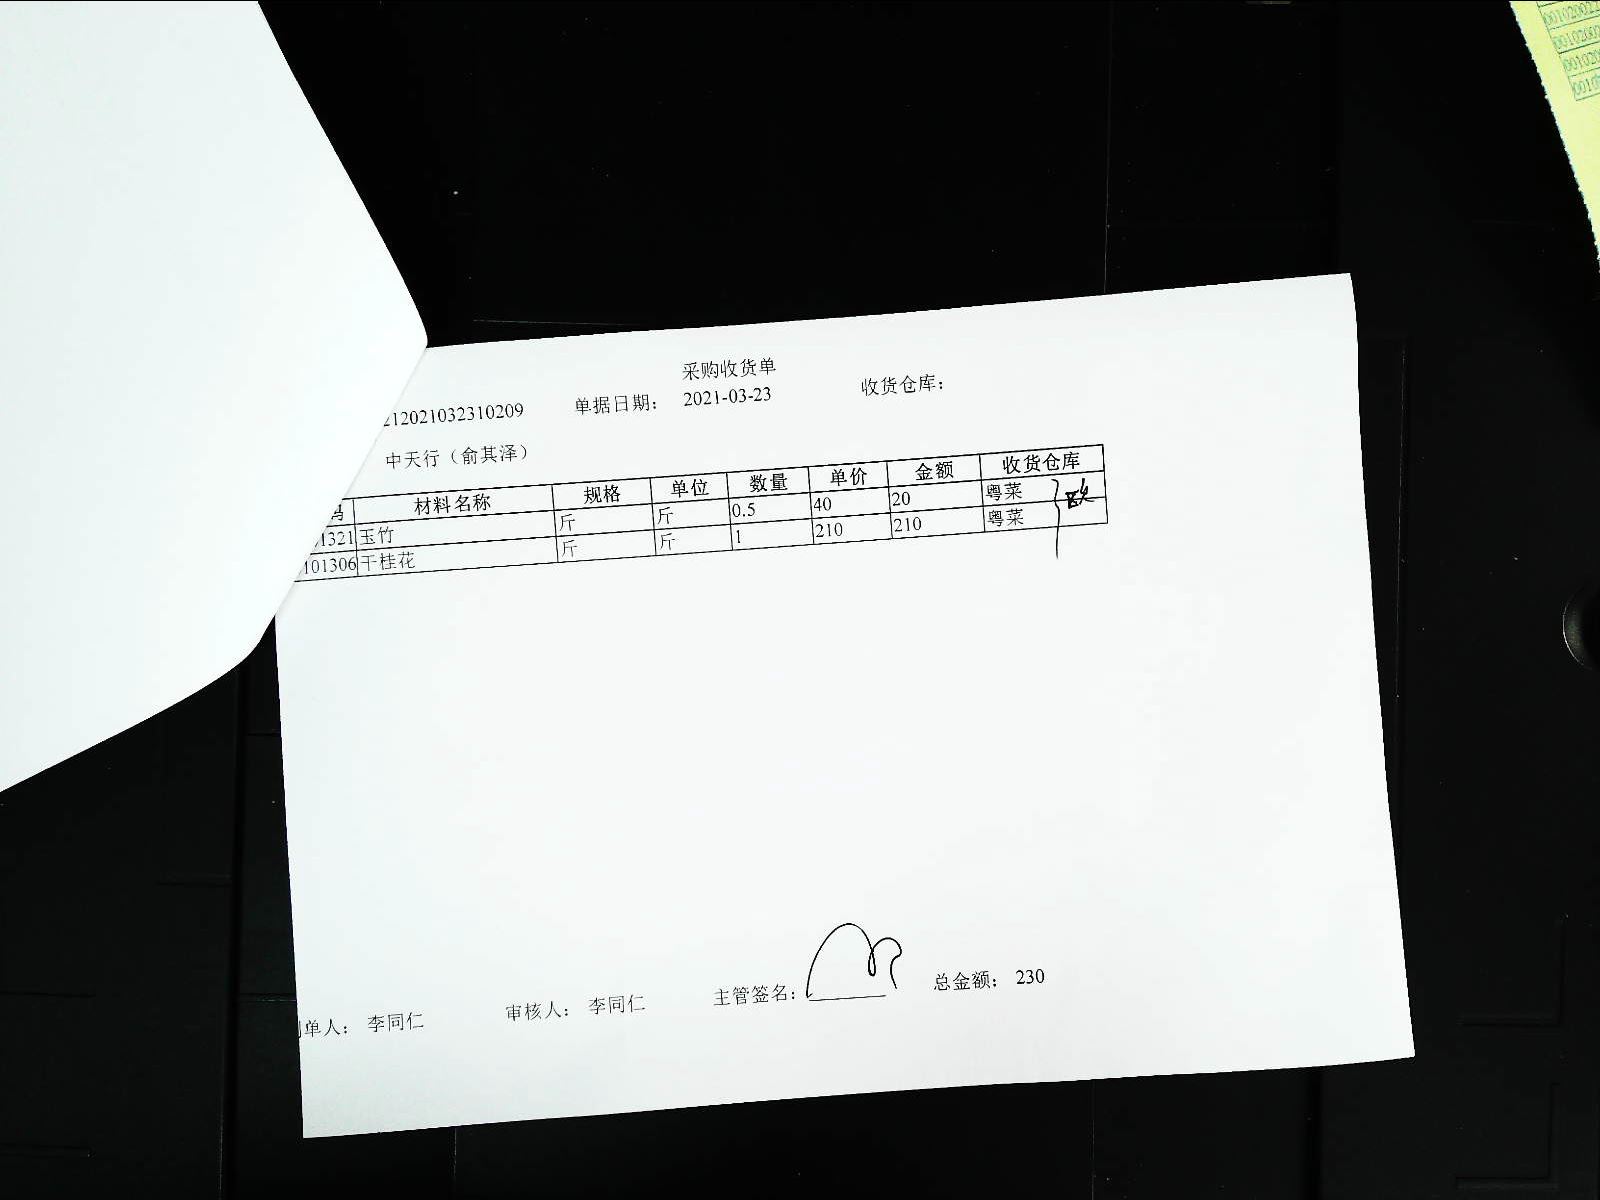 采购收货单
212021032310209 单据日期： 2021-03-23 收货仓库：
中天行（俞其泽）
码 材料名称 规格 单位 数量 单价 金额 收货仓库
1321 玉竹 斤 斤 0.5 40 20 粤菜
101306 干桂花 斤 斤 1 210 210 粤菜
单人： 李同仁 审核人： 李同仁 主管签名： 总金额： 230